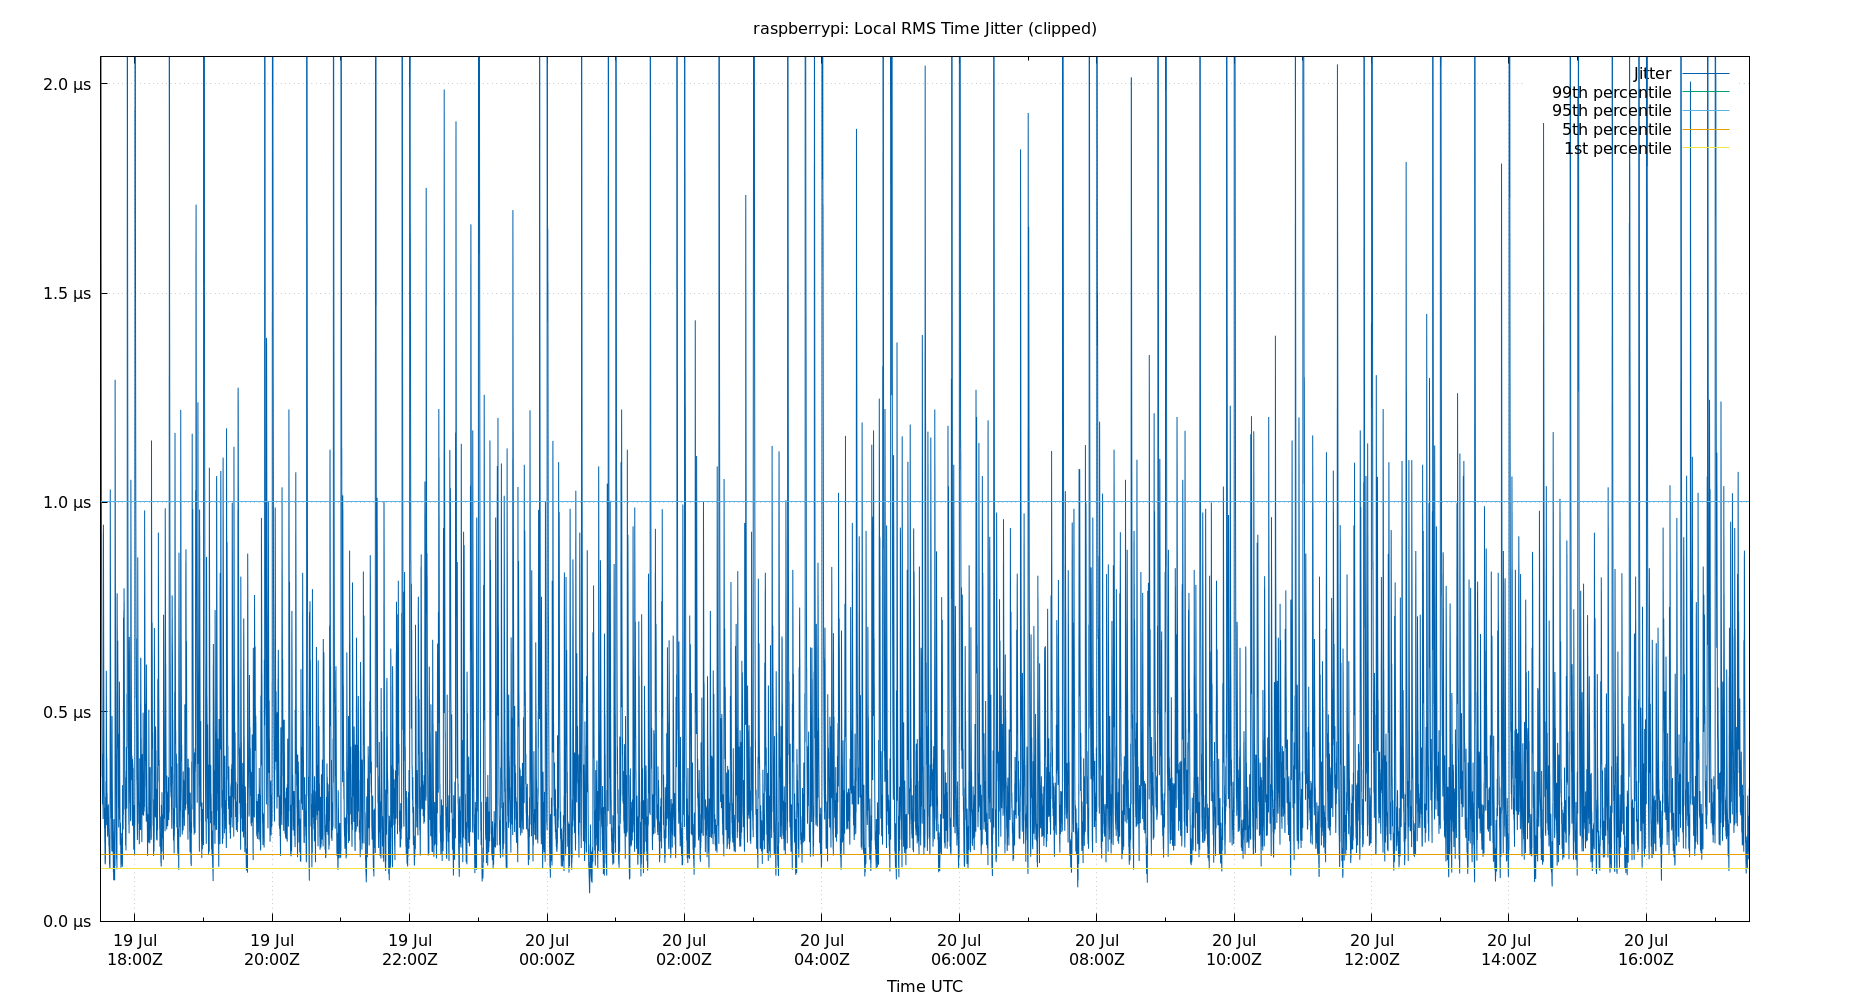 raspberrypi: Local RMS Time Jitter (clipped)
2.0 µs
1.5 µs
1.0 µs
0.5 µs
0.0 µs
Jitter
99th percentile
95th percentile
5th percentile
1st percentile
19 Jul 19 Jul 19 Jul 20 Jul 20 Jul 20 Jul 20 Jul 20 Jul 20 Jul 20 Jul 20 Jul 20 Jul
18:00Z 20:00Z 22:00Z 00:00Z 02:00Z 04:00Z 06:00Z 08:00Z 10:00Z 12:00Z 14:00Z 16:00Z
Time UTC